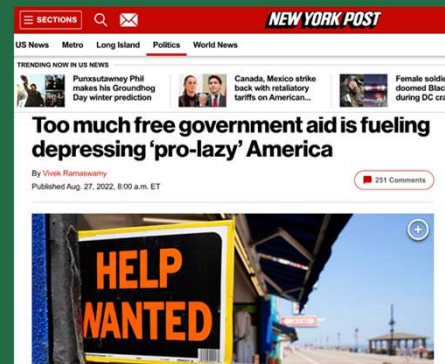 SECTIONS
NEW YORK POST
US News Metro Long Island Politics World News
TRENDING NOW IN US NEWS
Punxsutawney Phil
makes his Groundhog
Day winter prediction
Canada, Mexico strike
back with retaliatory
tariffs on American...
Female
doomed
during DC
Too much free government aid is fueling
depressing ‘pro-lazy’ America
By Vivek Ramaswamy
Published Aug. 27, 2022, 8:00 a.m. ET
251 Comments
HELP
WANTED